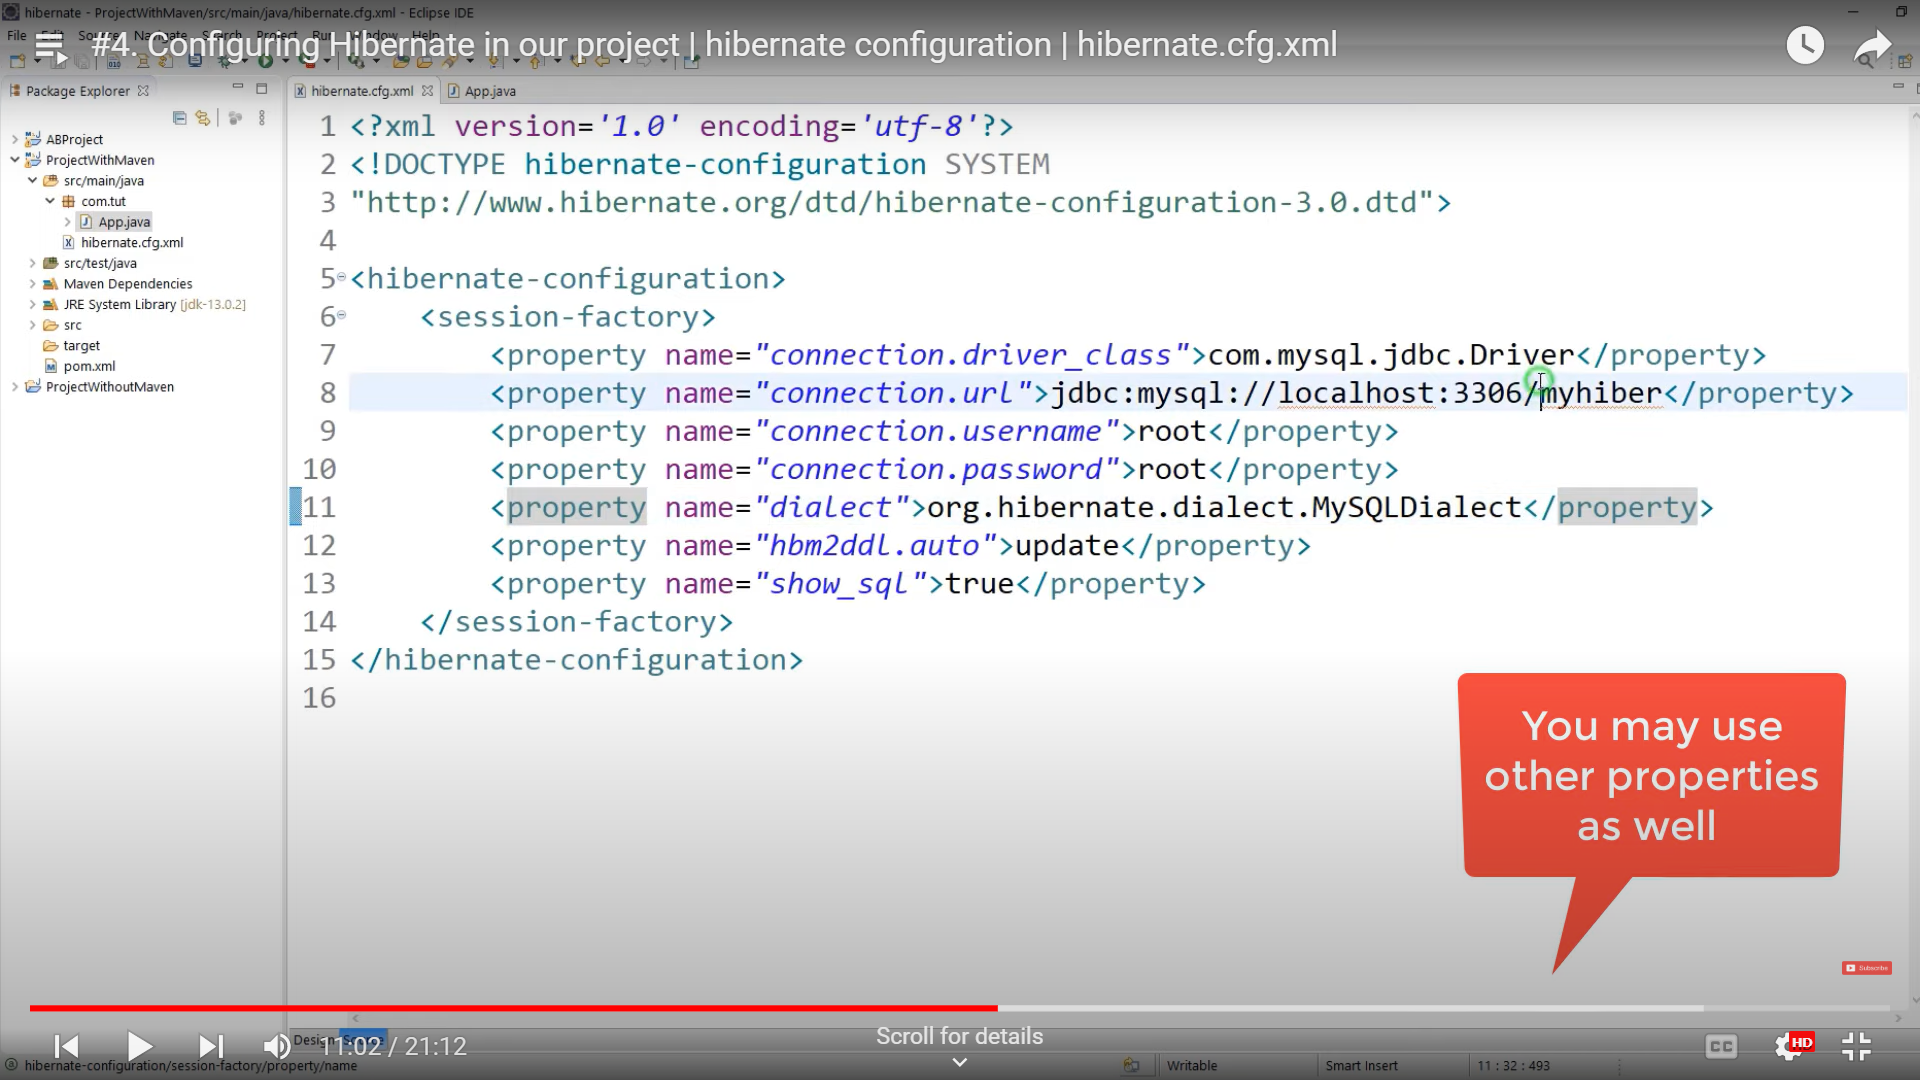 hibernate - ProjectWithMaven/src/main/java/hibernate.cfg.xml - Eclipse IDE
File
#4. Configuring Hibernate in our project | hibernate configuration | hibernate.cfg.xml
Package Explorer
hibernate.cfg.xml
App.java
ABProject
ProjectWithMaven
src/main/java
com.tut
App.java
hibernate.cfg.xml
src/test/java
Maven Dependencies
JRE System Library [jdk-13.0.2]
src
target
pom.xml
ProjectWithoutMaven
1 <?xml version='1.0' encoding='utf-8'?>
2 <!DOCTYPE hibernate-configuration SYSTEM
3 "http://www.hibernate.org/dtd/hibernate-configuration-3.0.dtd">
4
5 <hibernate-configuration>
6 <session-factory>
7 <property name="connection.driver_class">com.mysql.jdbc.Driver</property>
8 <property name="connection.url">jdbc:mysql://localhost:3306/myhiber</property>
9 <property name="connection.username">root</property>
10 <property name="connection.password">root</property>
11 <property name="dialect">org.hibernate.dialect.MySQLDialect</property>
12 <property name="hbm2ddl.auto">update</property>
13 <property name="show_sql">true</property>
14 </session-factory>
15 </hibernate-configuration>
16
You may use
other properties
as well
Subscribe
Design
11:02 / 21:12
Scroll for details
CC
HD
hibernate-configuration/session-factory/property/name
Writable
Smart Insert
11 : 32 : 493